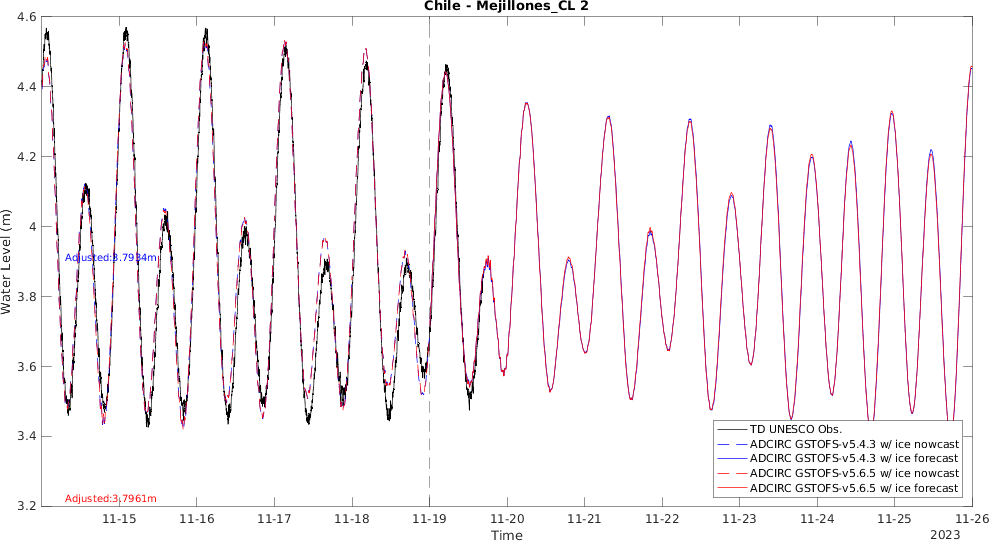 Chile - Mejillones_CL 2
4.6
4.4
4.2
4
3.8
3.6
3.4
3.2
Water Level (m)
Adjusted:3.7934m
Adjusted:3.7961m
TD UNESCO Obs.
ADCIRC GSTOFS-v5.4.3 w/ ice nowcast
ADCIRC GSTOFS-v5.4.3 w/ ice forecast
ADCIRC GSTOFS-v5.6.5 w/ ice nowcast
ADCIRC GSTOFS-v5.6.5 w/ ice forecast
11-15 11-16 11-17 11-18 11-19 11-20 11-21 11-22 11-23 11-24 11-25 11-26
Time
2023